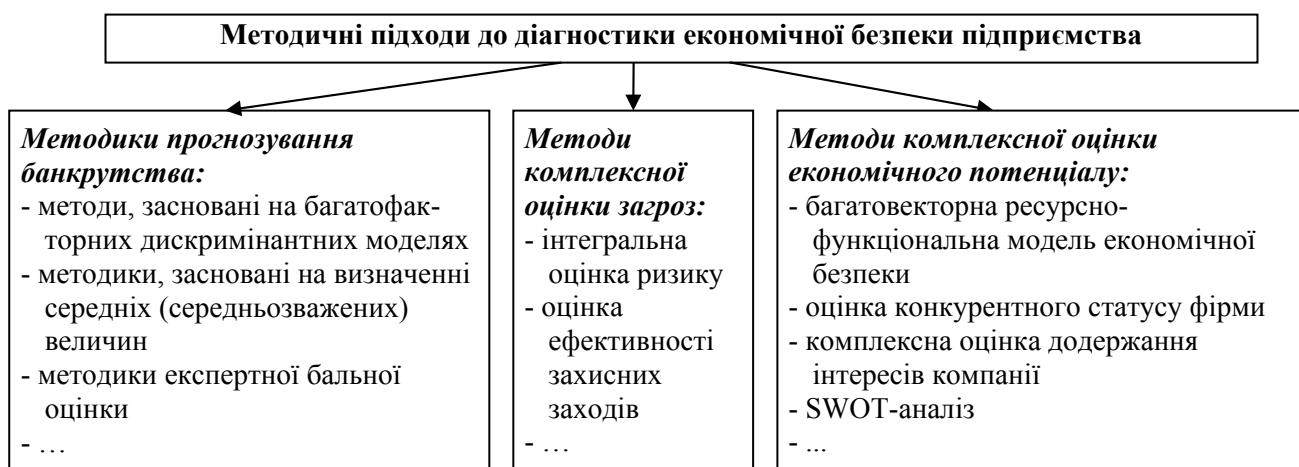 Методичні підходи до діагностики економічної безпеки підприємства
Методики прогнозування
банкрутства:
- методи, засновані на багатофак-
торних дискримінантних моделях
- методики, засновані на визначенні
середніх (середньозважених)
величин
- методики експертної бальної
оцінки
- …
Методи
комплексної
оцінки загроз:
- інтегральна
оцінка ризику
- оцінка
ефективності
захисних
заходів
- …
Методи комплексної оцінки
економічного потенціалу:
- багатовекторна ресурсно-
функціональна модель економічної
безпеки
- оцінка конкурентного статусу фірми
- комплексна оцінка додержання
інтересів компанії
- SWOT-аналіз
- ...